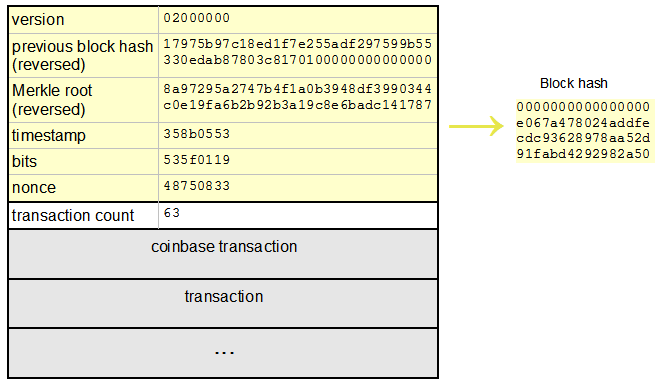 version 02000000
previous block hash 17975b97c18ed1f7e255adf297599b55
(reversed) 330edab87803c8170100000000000000
Merkle root 8a97295a2747b4f1a0b3948df3990344
(reversed) c0e19fa6b2b92b3a19c8e6badc141787
timestamp 358b0553
bits 535f0119
nonce 48750833
transaction count 63
coinbase transaction
transaction
...
Block hash
0000000000000000
e067a478024addfe
cdc93628978aa52d
91fabd4292982a50